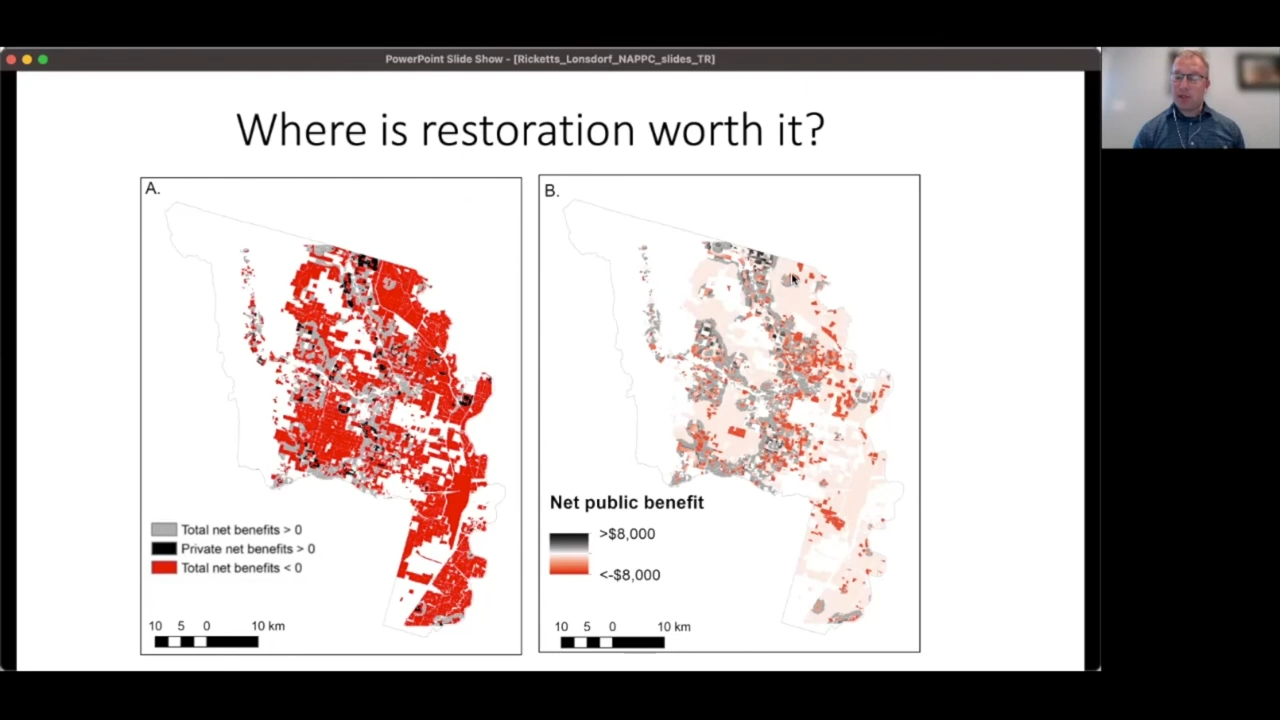 PowerPoint Slide Show - [Ricketts_Lonsdorf_NAPPC_slides_TR]
Where is restoration worth it?
A.
Total net benefits > 0
Private net benefits > 0
Total net benefits < 0
10 5 0 10 km
B.
Net public benefit
>$8,000
<-$8,000
10 5 0 10 km